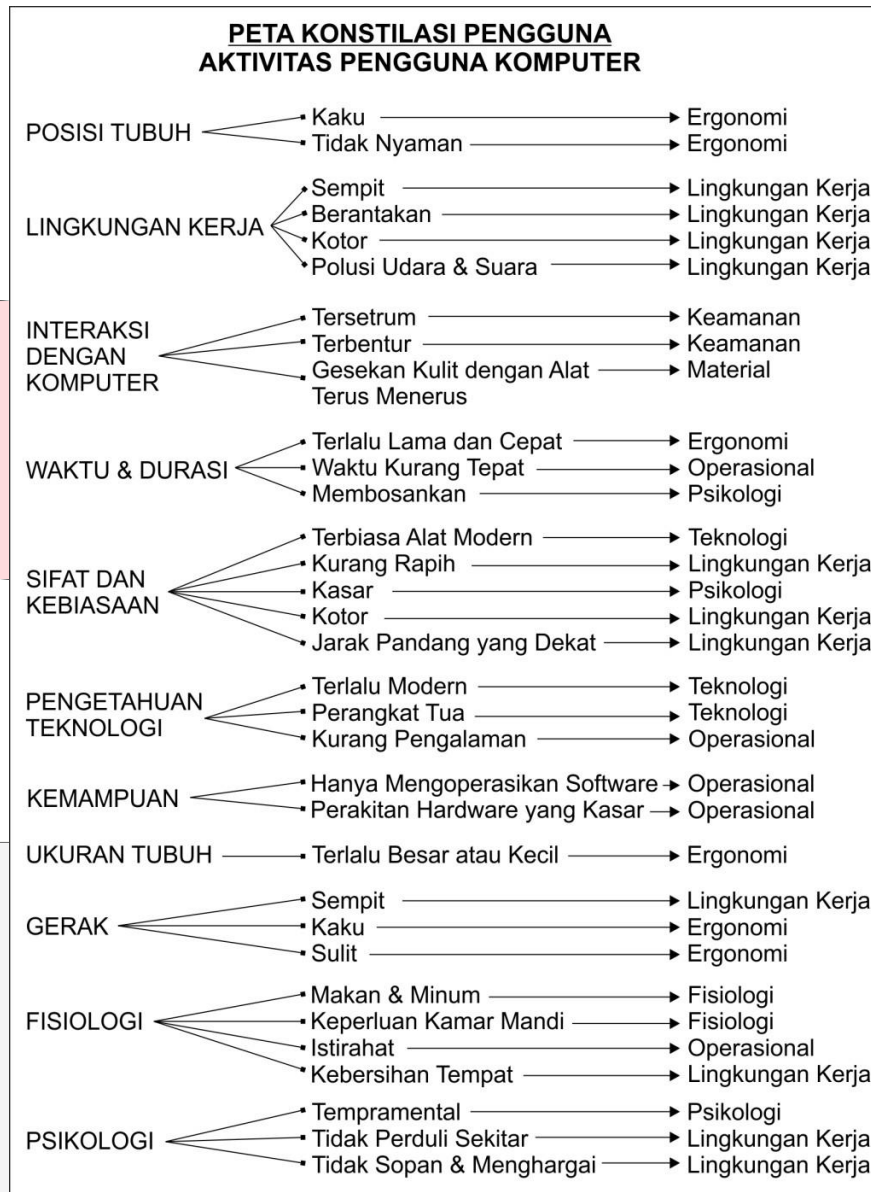 PETA KONSTILASI PENGGUNA
AKTIVITAS PENGGUNA KOMPUTER
POSISI TUBUH
Kaku Ergonomi
Tidak Nyaman Ergonomi
LINGKUNGAN KERJA
Sempit Lingkungan Kerja
Berantakan Lingkungan Kerja
Kotor Lingkungan Kerja
Polusi Udara & Suara Lingkungan Kerja
INTERAKSI
DENGAN
KOMPUTER
Tersetrum Keamanan
Terbentur Keamanan
Gesekan Kulit dengan Alat Material
Terus Menerus
WAKTU & DURASI
Terlalu Lama dan Cepat Ergonomi
Waktu Kurang Tepat Operasional
Membosankan Psikologi
SIFAT DAN
KEBIASAAN
Terbiasa Alat Modern Teknologi
Kurang Rapih Lingkungan Kerja
Kasar Psikologi
Kotor Lingkungan Kerja
Jarak Pandang yang Dekat Lingkungan Kerja
PENGETAHUAN
TEKNOLOGI
Terlalu Modern Teknologi
Perangkat Tua Teknologi
Kurang Pengalaman Operasional
KEMAMPUAN
Hanya Mengoperasikan Software Operasional
Perakitan Hardware yang Kasar Operasional
UKURAN TUBUH
Terlalu Besar atau Kecil Ergonomi
GERAK
Sempit Lingkungan Kerja
Kaku Ergonomi
Sulit Ergonomi
FISIOLOGI
Makan & Minum Fisiologi
Keperluan Kamar Mandi Fisiologi
Istirahat Operasional
Kebersihan Tempat Lingkungan Kerja
PSIKOLOGI
Tempramental Psikologi
Tidak Perduli Sekitar Lingkungan Kerja
Tidak Sopan & Menghargai Lingkungan Kerja